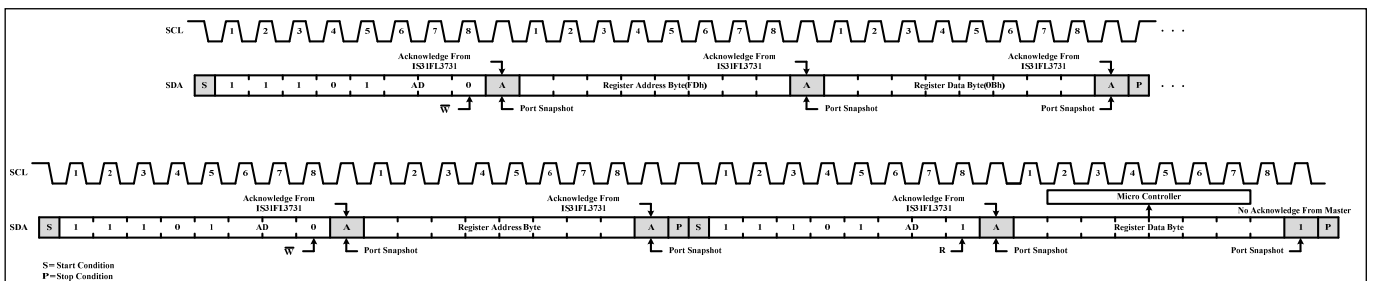 SCL 1 2 3 4 5 6 7 8 1 2 3 4 5 6 7 8 1 2 3 4 5 6 7 8 . . .
Acknowledge From
IS31FL3731
Acknowledge From
IS31FL3731
Acknowledge From
IS31FL3731
SDA S 1 1 1 0 1 AD 0 A Register Address Byte(FDh) A Register Data Byte(0Bh) A P . . .
W Port Snapshot Port Snapshot Port Snapshot
SCL 1 2 3 4 5 6 7 8 1 2 3 4 5 6 7 8 1 2 3 4 5 6 7 8 1 2 3 4 5 6 7 8
Acknowledge From
IS31FL3731
Acknowledge From
IS31FL3731
Acknowledge From
IS31FL3731
Micro Controller
No Acknowledge From Master
SDA S 1 1 1 0 1 AD 0 A Register Address Byte A P S 1 1 1 0 1 AD 1 A Register Data Byte 1 P
W Port Snapshot Port Snapshot R Port Snapshot Port Snapshot
S=Start Condition
P=Stop Condition